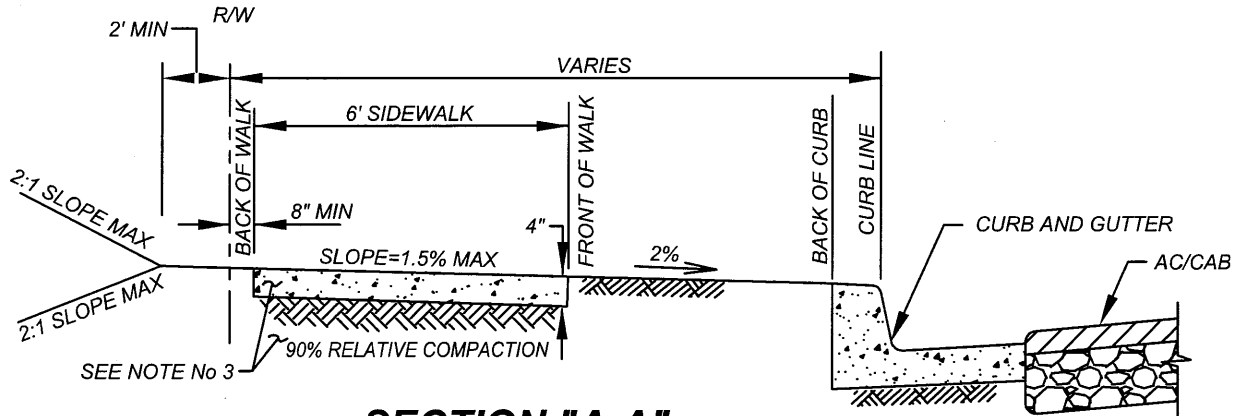 R/W
2' MIN
VARIES
6' SIDEWALK
BACK OF WALK
FRONT OF WALK
BACK OF CURB
CURB LINE
2:1 SLOPE MAX
8" MIN
4"
CURB AND GUTTER
SLOPE=1.5% MAX
2%
AC/CAB
2:1 SLOPE MAX
90% RELATIVE COMPACTION
SEE NOTE No 3
SECTION "A-A"